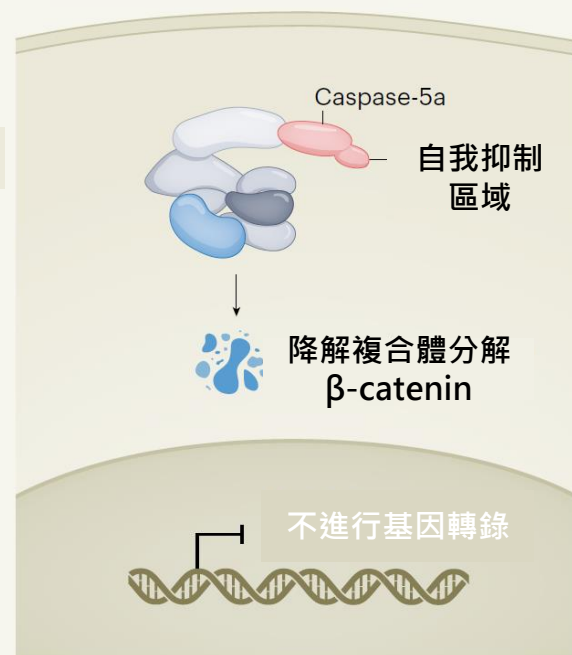 Caspase-5a
自我抑制
區域
降解複合體分解
β-catenin
不進行基因轉錄